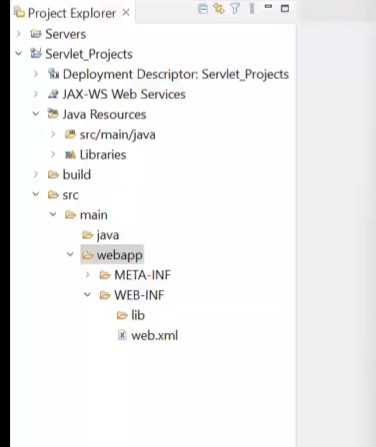 Project Explorer
Servers
Servlet_Projects
Deployment Descriptor: Servlet_Projects
JAX-WS Web Services
Java Resources
src/main/java
Libraries
build
src
main
java
webapp
META-INF
WEB-INF
lib
web.xml